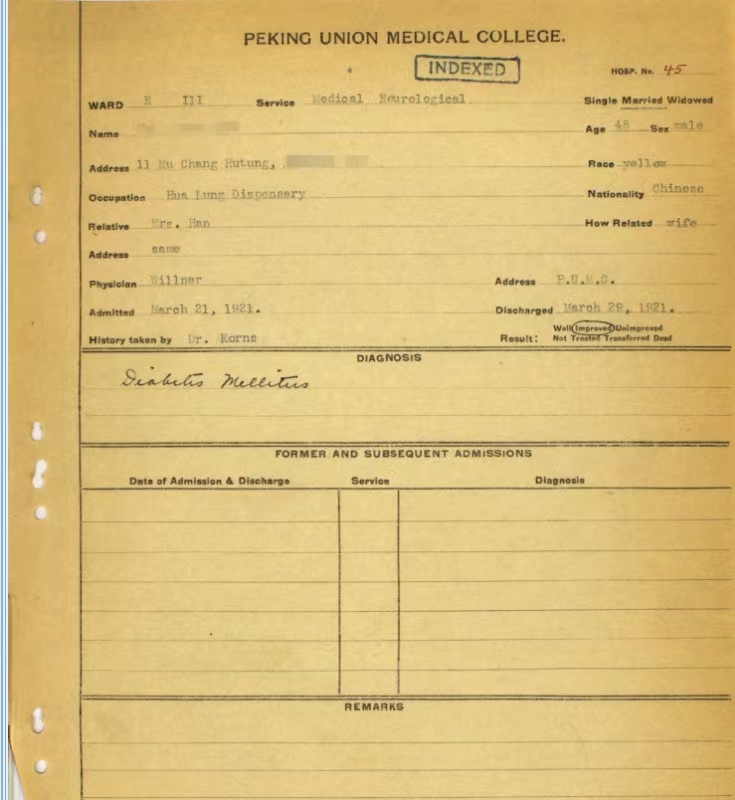 PEKING UNION MEDICAL COLLEGE.
INDEXED
HOSP. No. 45
WARD E III Service Medical Neurological Single Married Widowed
Name Age 48 Sex male
Address 11 Mu Chang Hutung, Race yellow
Occupation Hua Lung Dispensary Nationality Chinese
Relative Mrs. Han How Related wife
Address same
Physician Willner Address P.U.M.C.
Admitted March 21, 1921. Discharged March 29, 1921.
History taken by Dr. Korns Result: Well Improved Unimproved
Not Treated Transferred Dead
DIAGNOSIS
Diabetis Mellitus
FORMER AND SUBSEQUENT ADMISSIONS
Date of Admission & Discharge Service Diagnosis
REMARKS